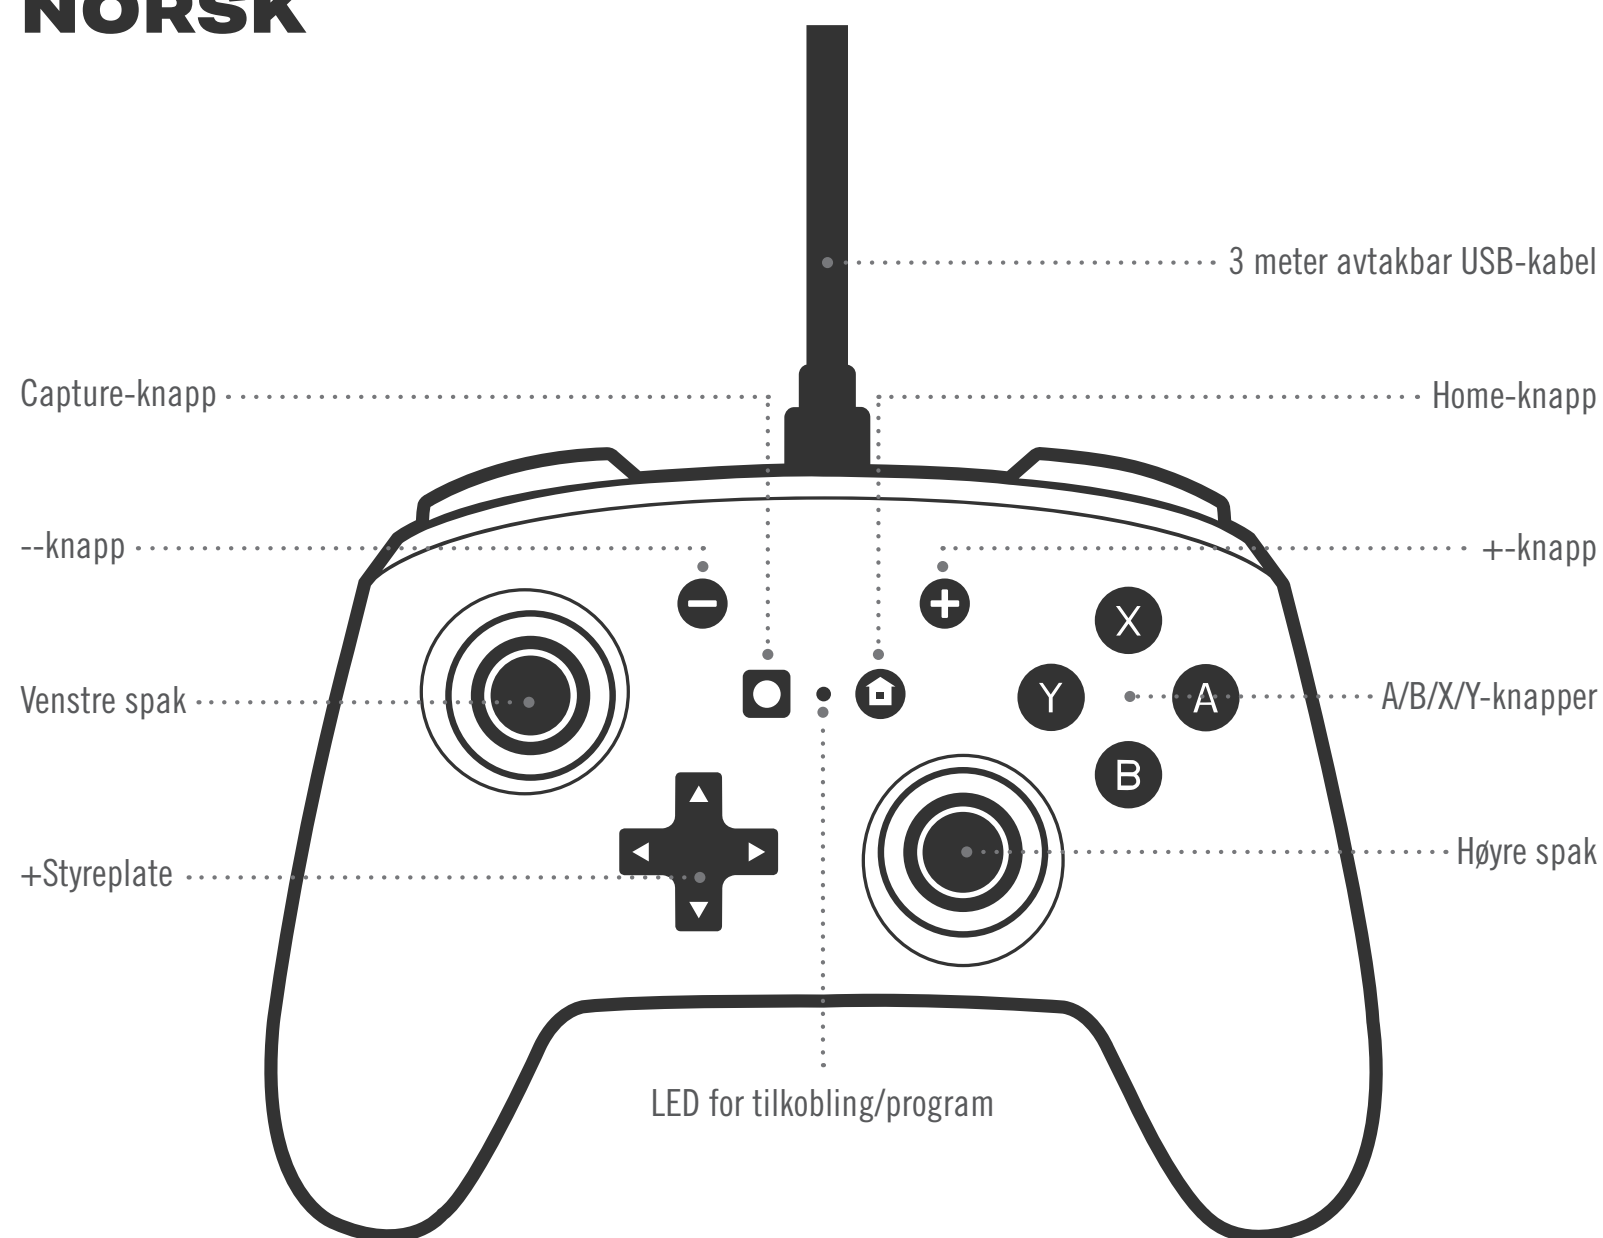 NORSK
3 meter avtakbar USB-kabel
Capture-knapp
Home-knapp
--knapp
+-knapp
X
Venstre spak
Y
A
A/B/X/Y-knapper
B
+Styreplate
Høyre spak
LED for tilkobling/program